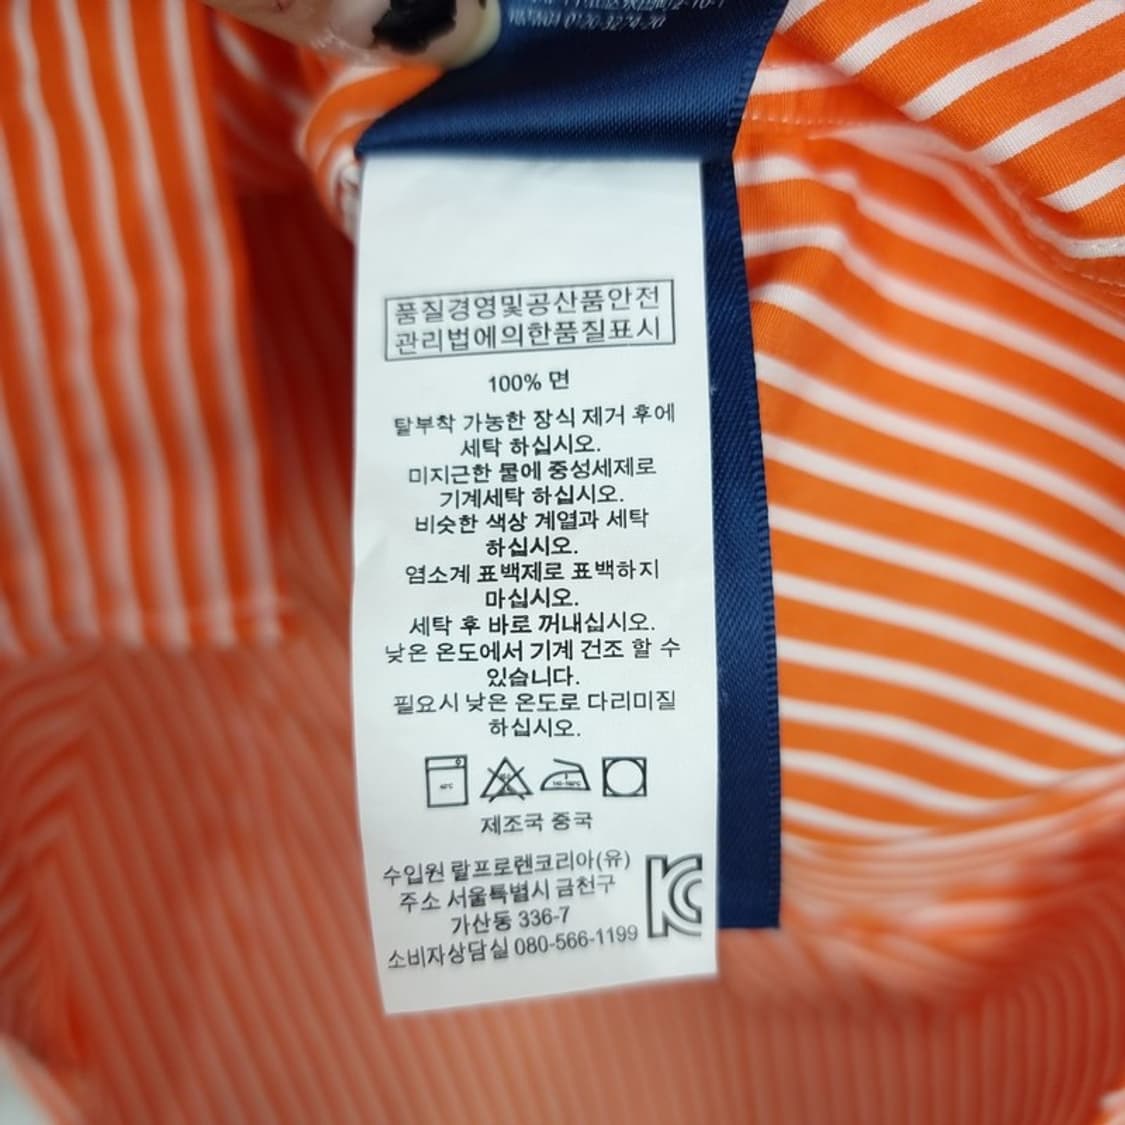 품질경영및공산품안전
관리법에의한품질표시
100% 면
탈부착 가능한 장식 제거 후에
세탁 하십시오.
미지근한 물에 중성세제로
기계세탁 하십시오.
비슷한 색상 계열과 세탁
하십시오.
염소계 표백제로 표백하지
마십시오.
세탁 후 바로 꺼내십시오.
낮은 온도에서 기계 건조 할 수
있습니다.
필요시 낮은 온도로 다리미질
하십시오.
제조국 중국
수입원 랄프로렌코리아(유)
주소 서울특별시 금천구
가산동 336-7
소비자상담실 080-566-1199